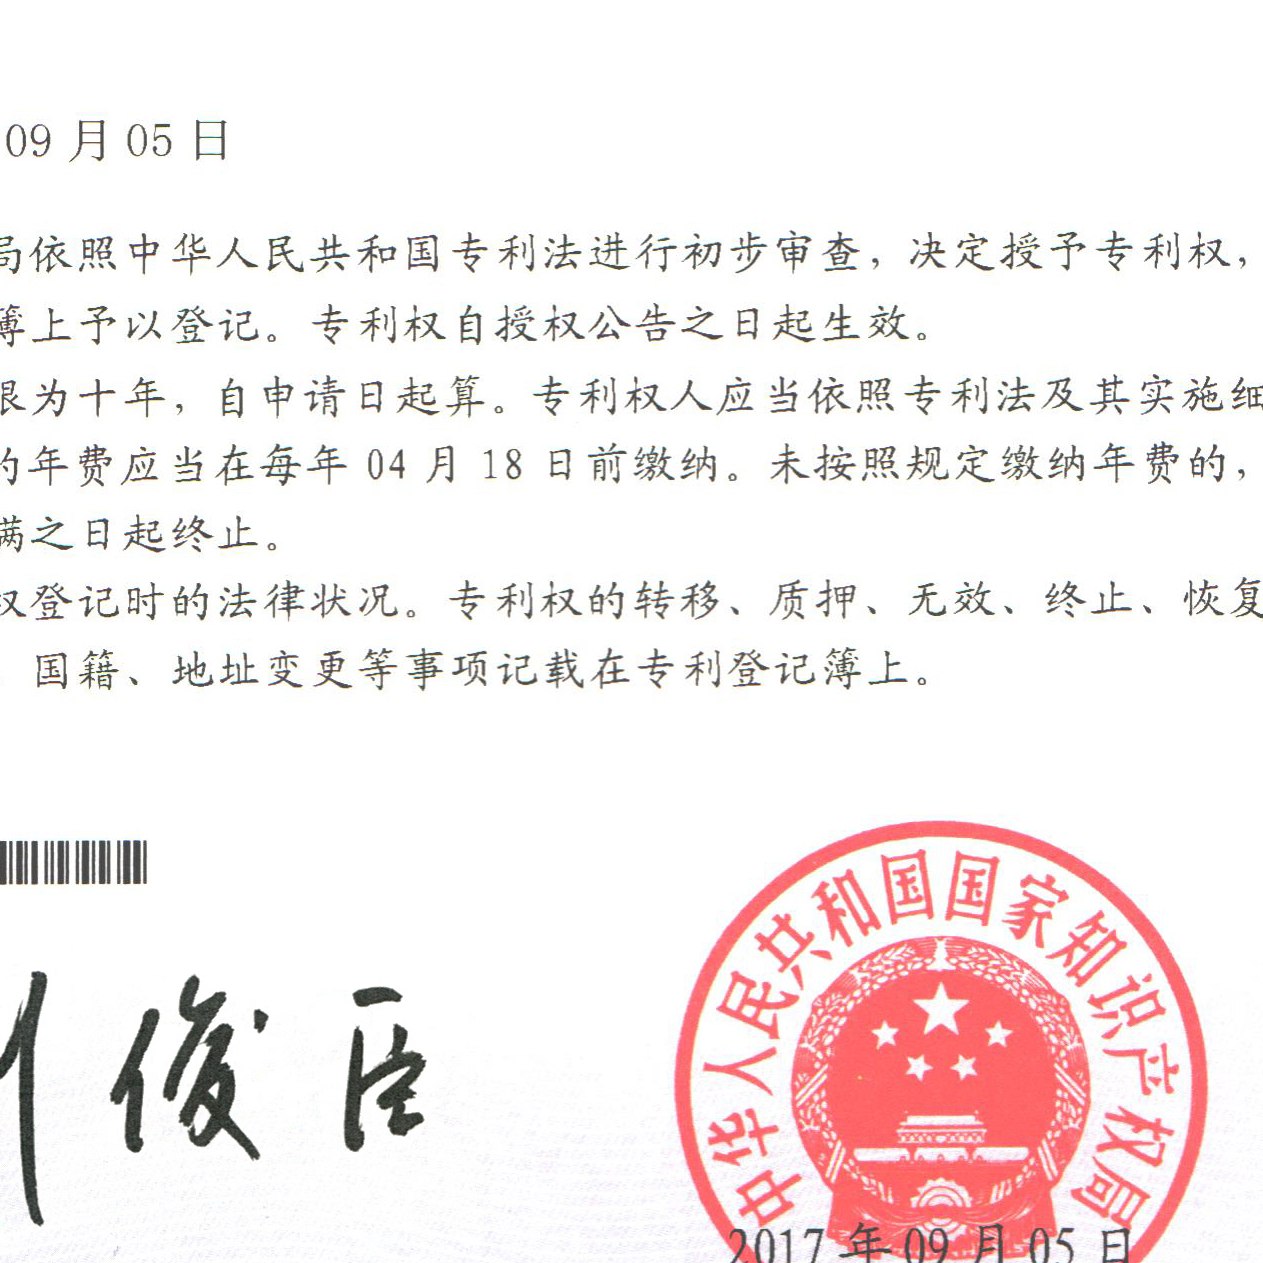 09 月 05 日
局依照中华人民共和国专利法进行初步审查，决定授予专利权，
簿上予以登记。专利权自授权公告之日起生效。
限为十年，自申请日起算。专利权人应当依照专利法及其实施细
的年费应当在每年 04 月 18 日前缴纳。未按照规定缴纳年费的，
满之日起终止。
权登记时的法律状况。专利权的转移、质押、无效、终止、恢复
国籍、地址变更等事项记载在专利登记簿上。
俊臣
中华人民共和国国家知识产权局
2017 年 09 月 05 日